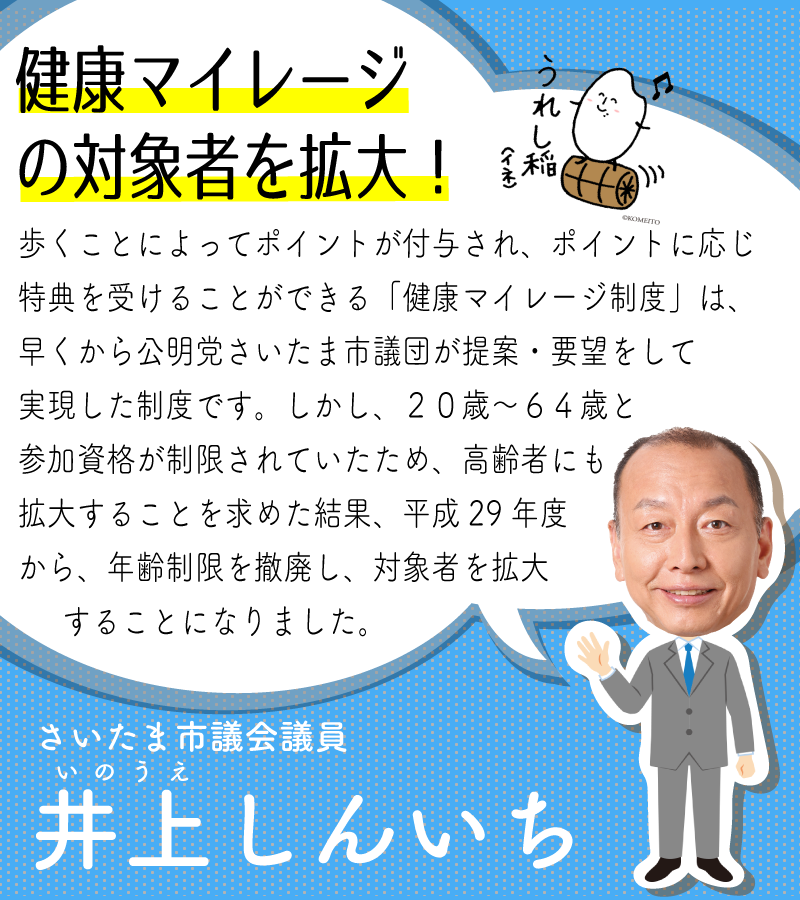 健康マイレージ
の対象者を拡大！
うれし稲
（イネ）
©KOMEITO
歩くことによってポイントが付与され、ポイントに応じ
特典を受けることができる「健康マイレージ制度」は、
早くから公明党さいたま市議団が提案・要望をして
実現した制度です。しかし、２０歳〜６４歳と
参加資格が制限されていたため、高齢者にも
拡大することを求めた結果、平成 29 年度
から、年齢制限を撤廃し、対象者を拡大
することになりました。
さいたま市議会議員
いのうえ
井上しんいち